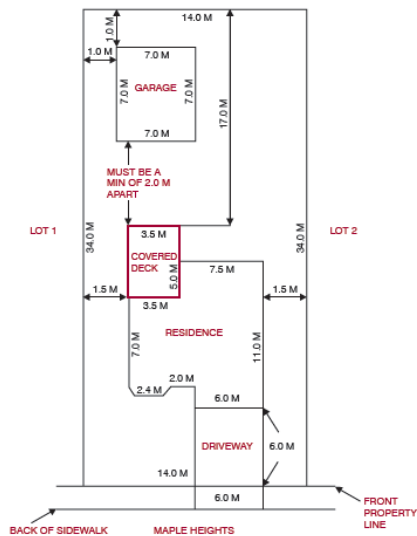 14.0 M
1.0 M
1.0 M
7.0 M
GARAGE
7.0 M
7.0 M
7.0 M
17.0 M
MUST BE A
MIN OF 2.0 M
APART
LOT 1
34.0 M
LOT 2
34.0 M
3.5 M
COVERED
DECK
5.0 M
7.5 M
1.5 M
3.5 M
1.5 M
RESIDENCE
7.0 M
11.0 M
2.0 M
2.4 M
6.0 M
DRIVEWAY
6.0 M
14.0 M
6.0 M
FRONT
PROPERTY
LINE
BACK OF SIDEWALK
MAPLE HEIGHTS